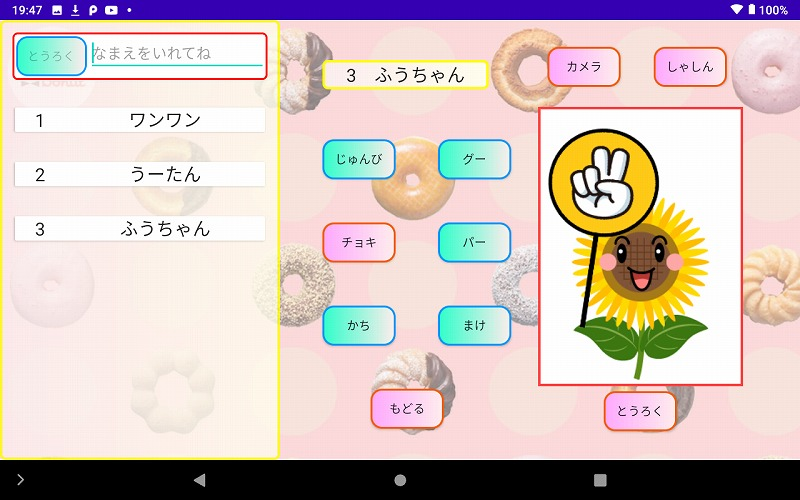 19:47
100%
とうろく なまえをいれてね
1 ワンワン
2 うーたん
3 ふうちゃん
3 ふうちゃん
カメラ しゃしん
じゅんび グー
チョキ パー
かち まけ
もどる とうろく